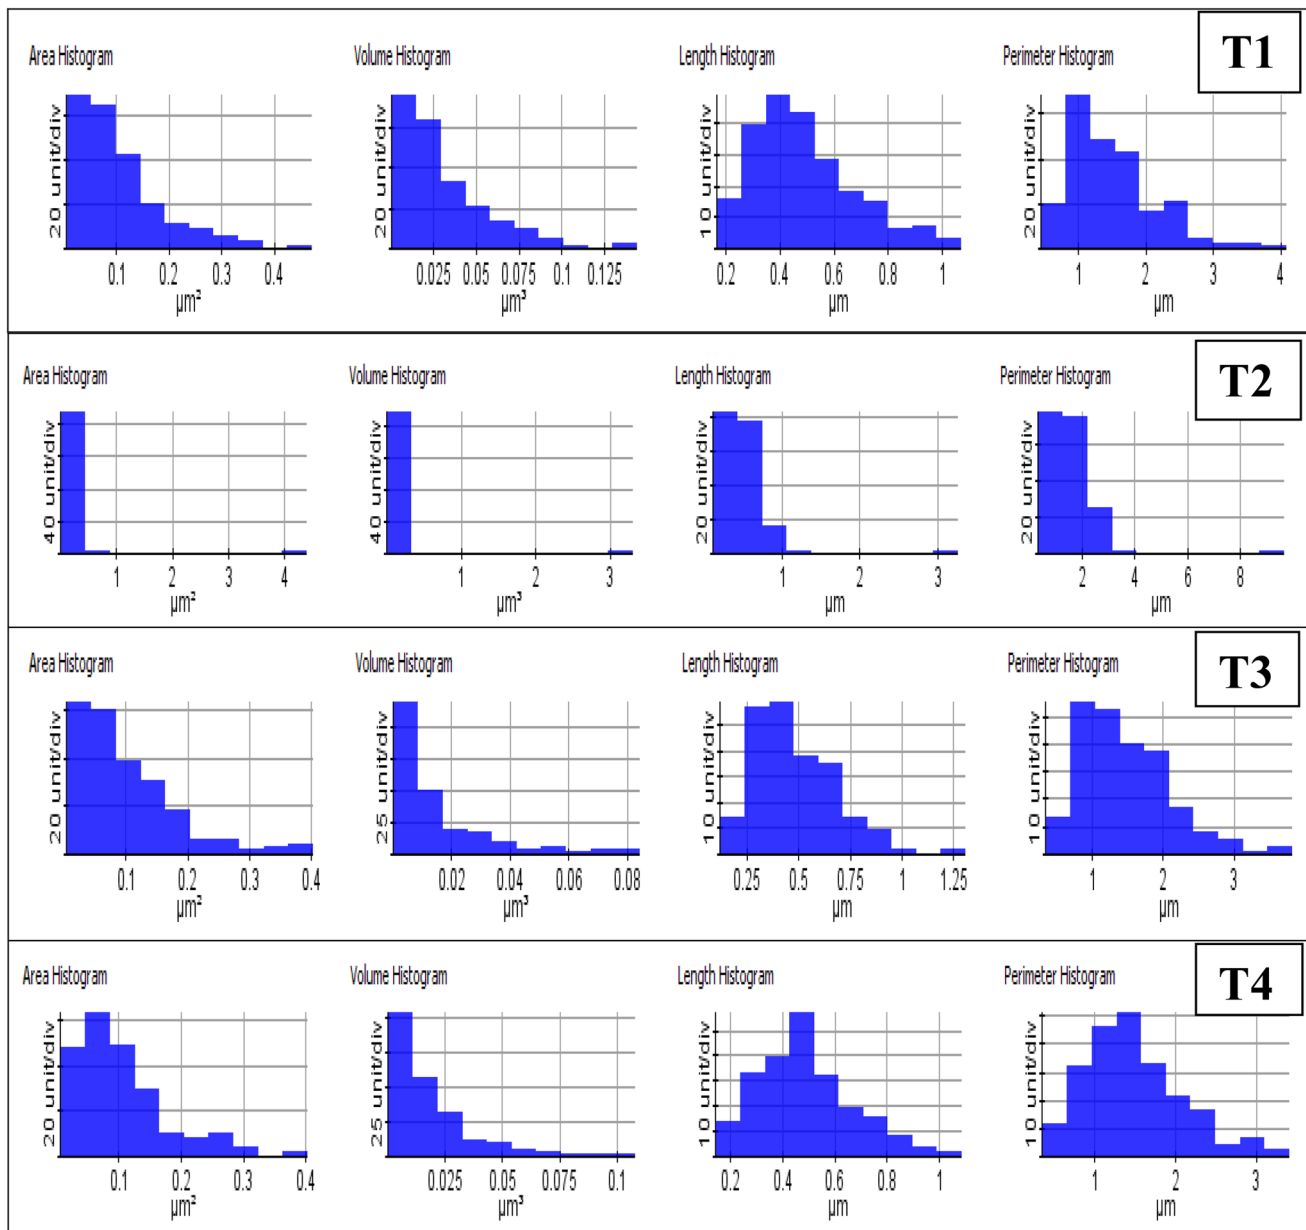 T1
Area Histogram Volume Histogram Length Histogram Perimeter Histogram
20 unit/div 20 unit/div 10 unit/div 20 unit/div
0.1 0.2 0.3 0.4 0.025 0.05 0.075 0.1 0.125 0.2 0.4 0.6 0.8 1 1 2 3 4
µm² µm³ µm µm
T2
Area Histogram Volume Histogram Length Histogram Perimeter Histogram
40 unit/div 40 unit/div 20 unit/div 20 unit/div
1 2 3 4 1 2 3 1 2 3 2 4 6 8
µm² µm³ µm µm
T3
Area Histogram Volume Histogram Length Histogram Perimeter Histogram
20 unit/div 25 unit/div 10 unit/div 10 unit/div
0.1 0.2 0.3 0.4 0.02 0.04 0.06 0.08 0.25 0.5 0.75 1 1.25 1 2 3
µm² µm³ µm µm
T4
Area Histogram Volume Histogram Length Histogram Perimeter Histogram
20 unit/div 25 unit/div 10 unit/div 10 unit/div
0.1 0.2 0.3 0.4 0.025 0.05 0.075 0.1 0.2 0.4 0.6 0.8 1 1 2 3
µm² µm³ µm µm